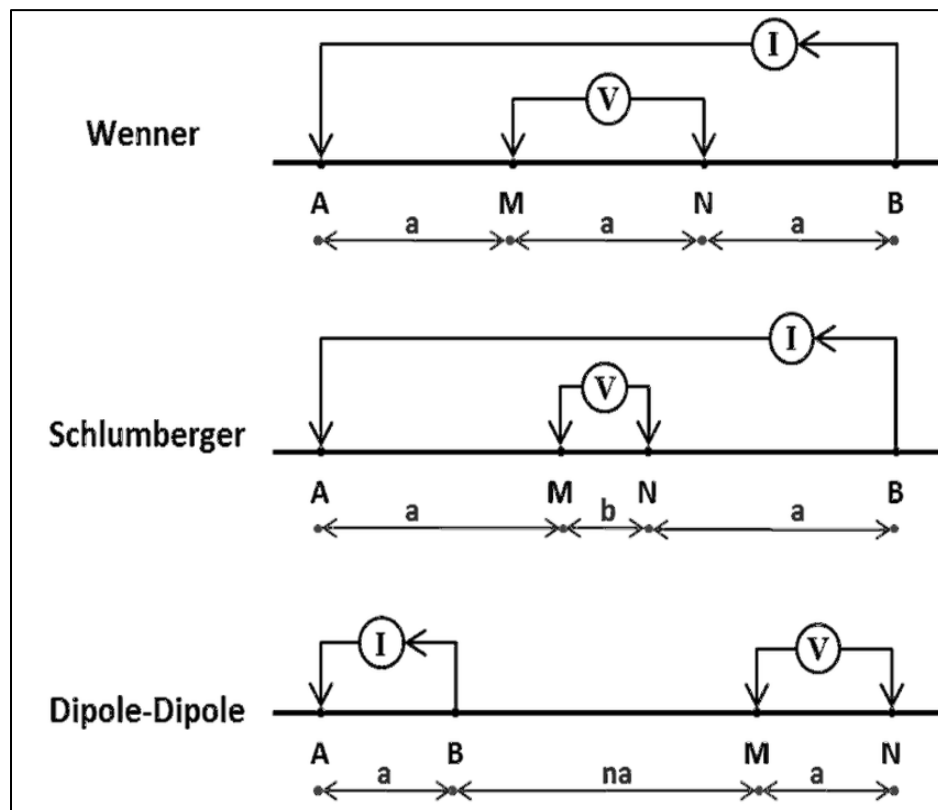 I
V
Wenner
A M N B
a a a
I
V
Schlumberger
A M N B
a b a
I V
Dipole-Dipole
A B M N
a na a